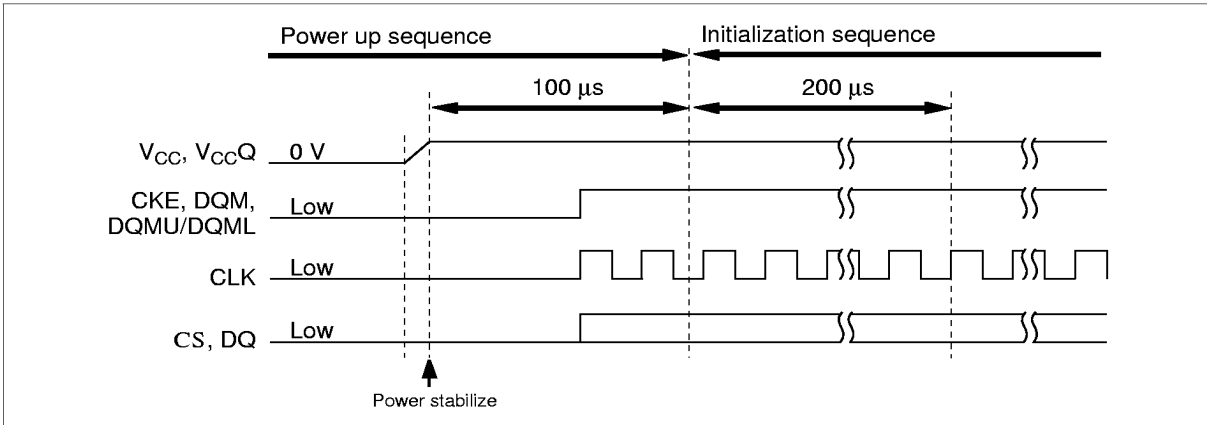 Power up sequence
Initialization sequence
100 µs
200 µs
VCC, VCCQ
0 V
CKE, DQM,
DQMU/DQML
Low
CLK
Low
CS, DQ
Low
Power stabilize